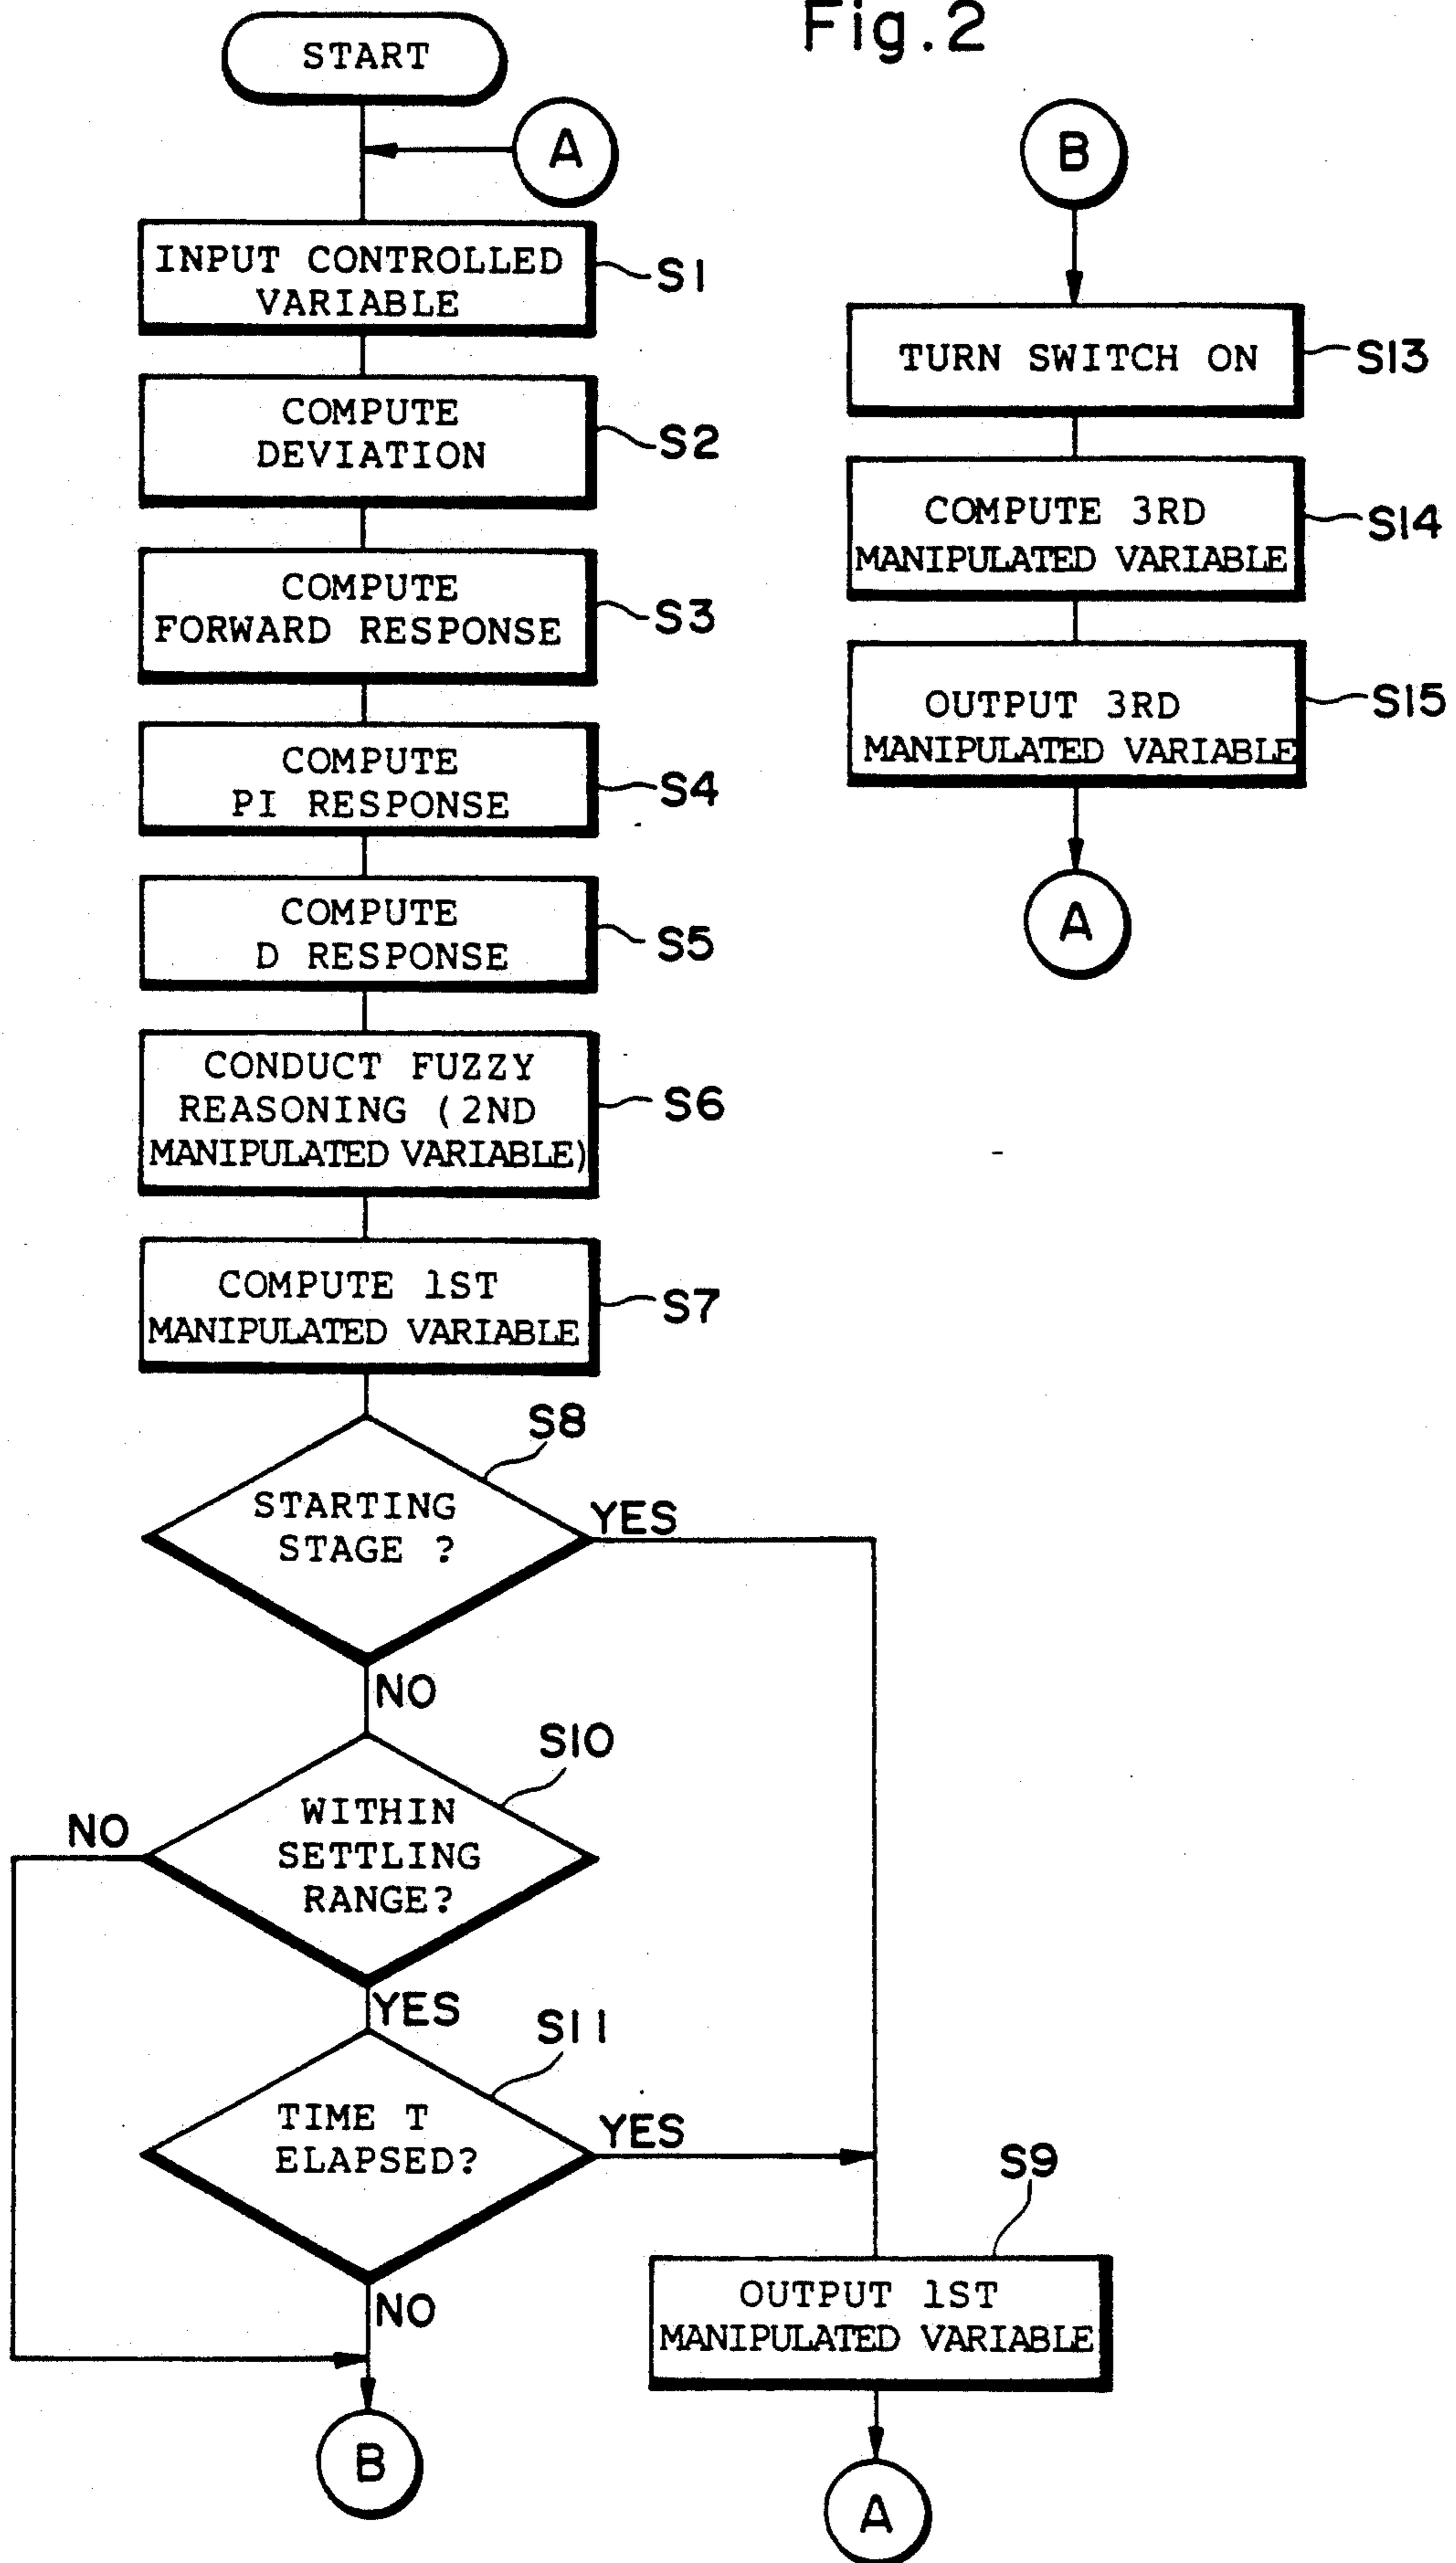 Fig.2
START
A
INPUT CONTROLLED
VARIABLE
S1
COMPUTE
DEVIATION
S2
COMPUTE
FORWARD RESPONSE
S3
COMPUTE
PI RESPONSE
S4
COMPUTE
D RESPONSE
S5
CONDUCT FUZZY
REASONING (2ND
MANIPULATED VARIABLE)
S6
COMPUTE 1ST
MANIPULATED VARIABLE
S7
S8
STARTING
STAGE ?
YES
NO
S10
WITHIN
SETTLING
RANGE?
NO
YES
S11
TIME T
ELAPSED?
YES
NO
B
S9
OUTPUT 1ST
MANIPULATED VARIABLE
A
B
TURN SWITCH ON
S13
COMPUTE 3RD
MANIPULATED VARIABLE
S14
OUTPUT 3RD
MANIPULATED VARIABLE
S15
A